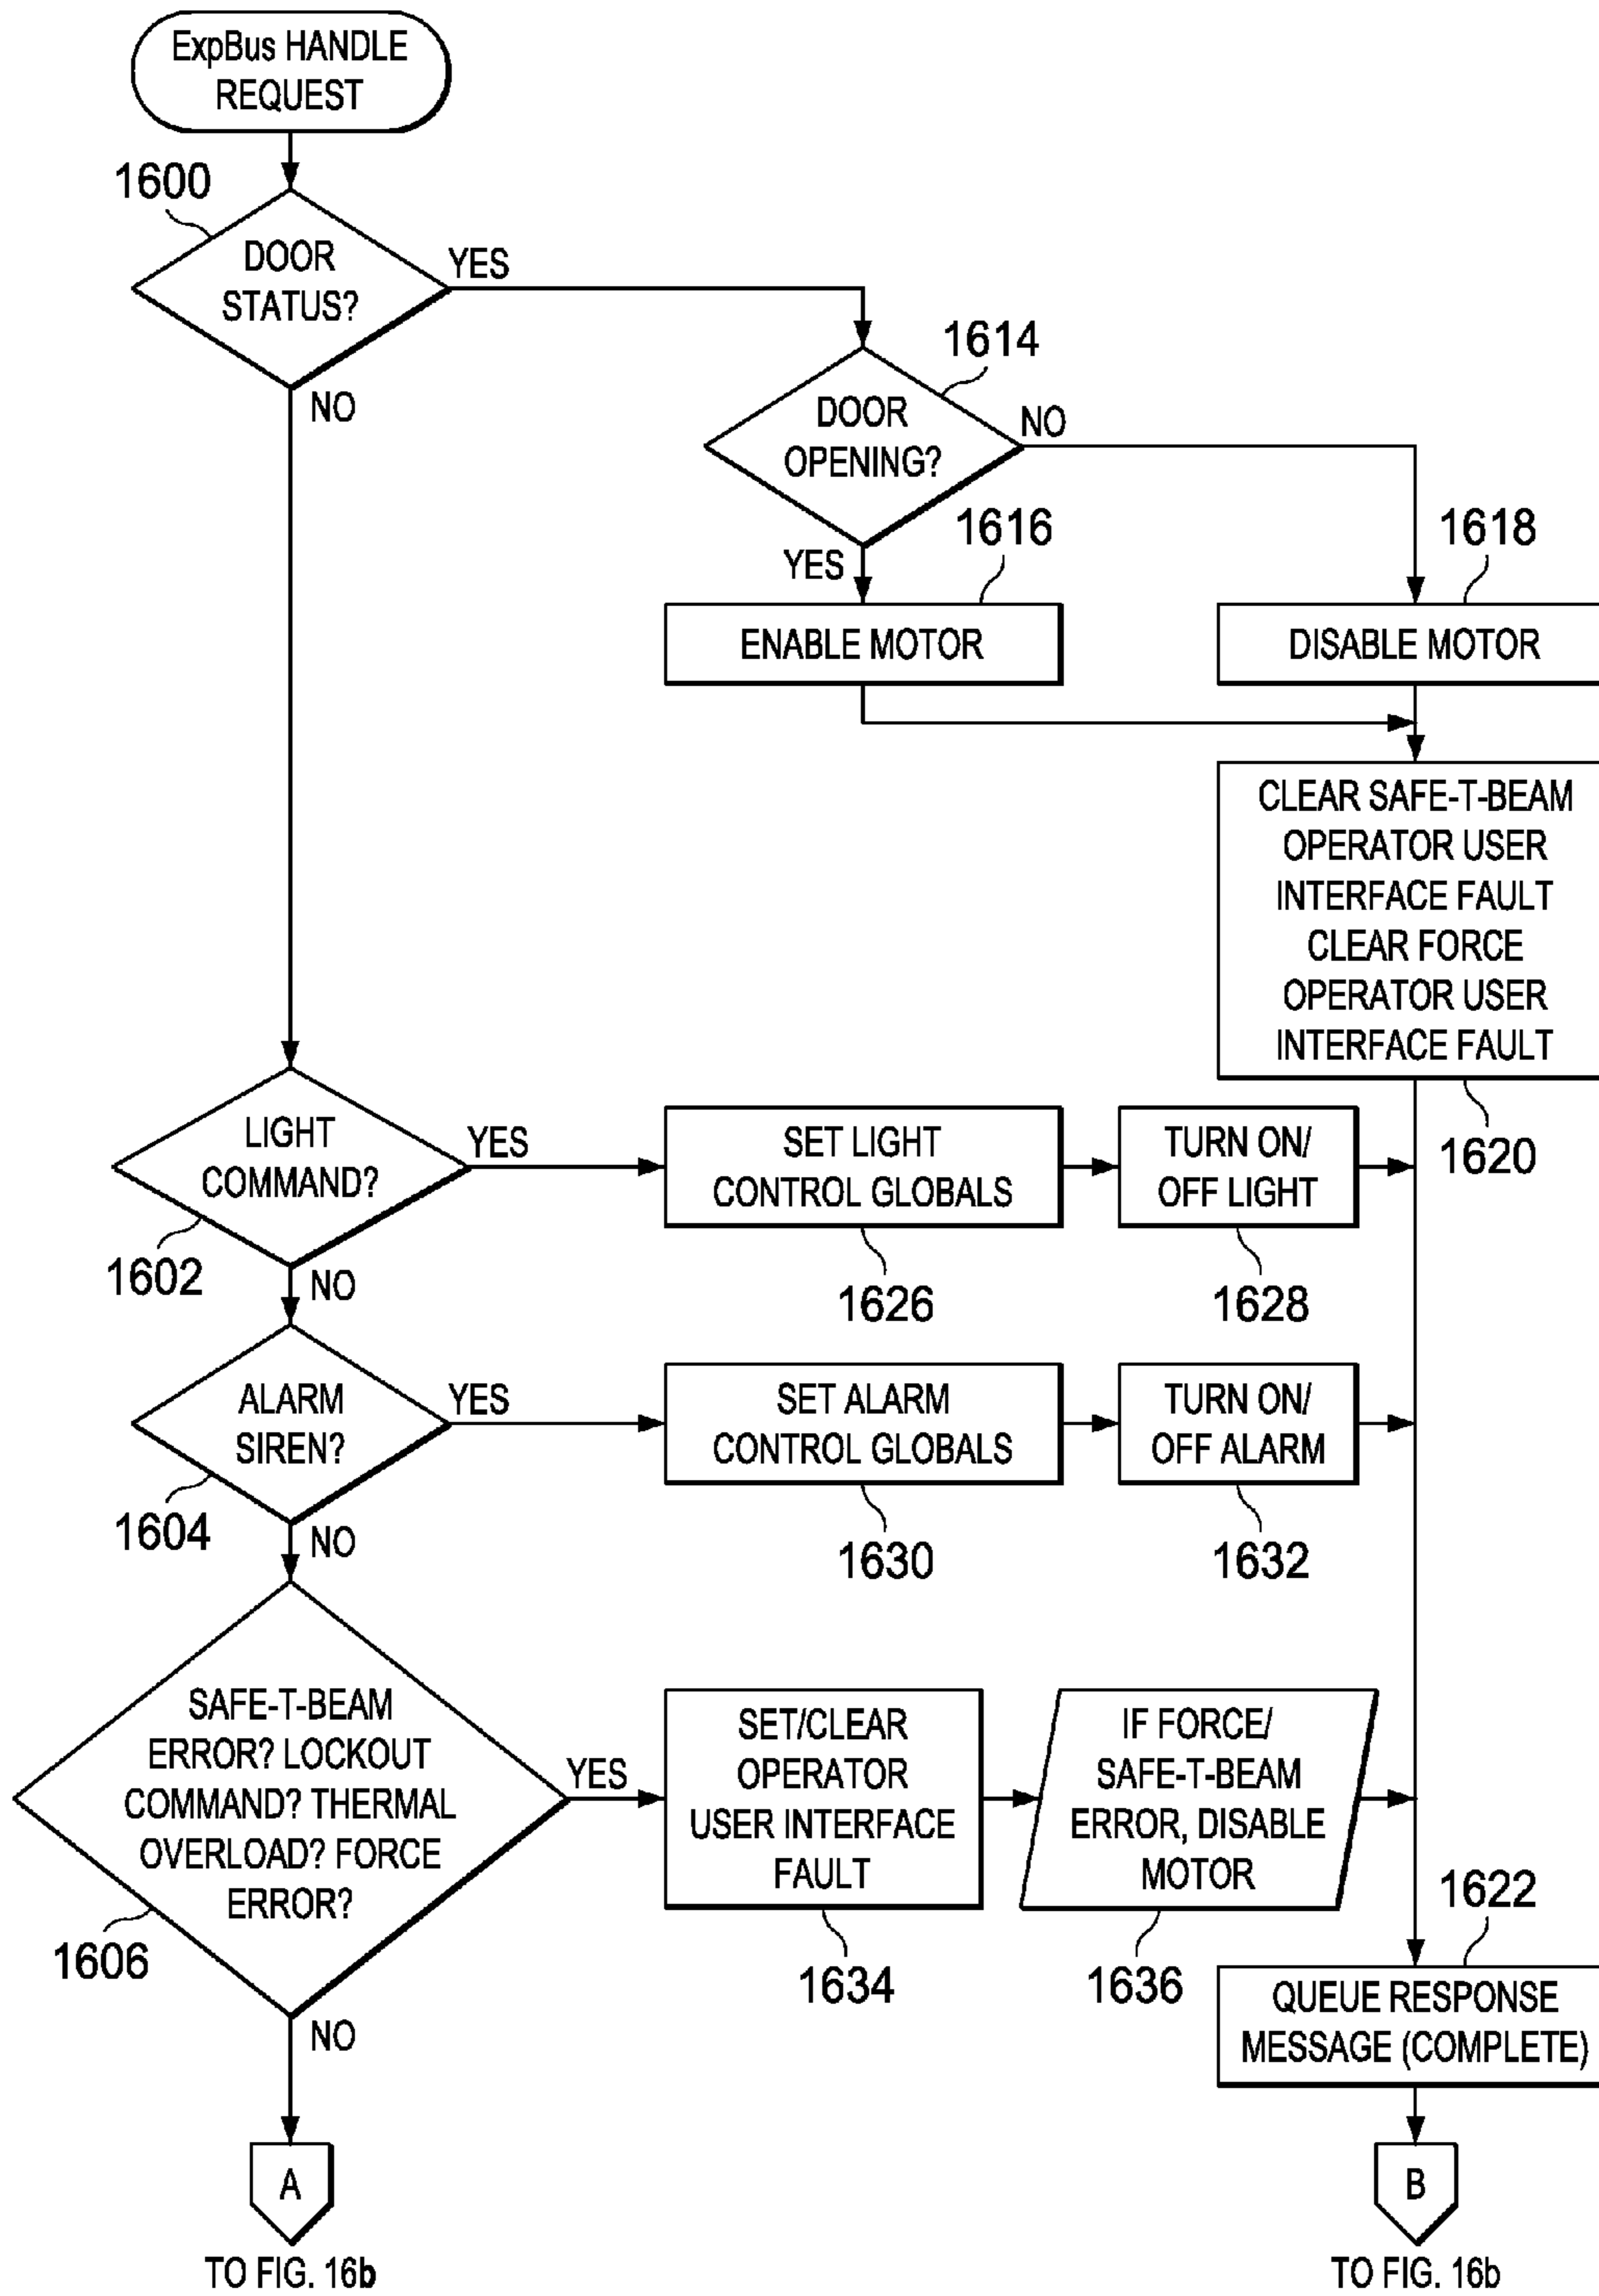 ExpBus HANDLE
REQUEST
1600
DOOR
STATUS?
YES
NO
1614
DOOR
OPENING?
NO
YES
1616
1618
ENABLE MOTOR
DISABLE MOTOR
CLEAR SAFE-T-BEAM
OPERATOR USER
INTERFACE FAULT
CLEAR FORCE
OPERATOR USER
INTERFACE FAULT
1620
LIGHT
COMMAND?
YES
1602
NO
SET LIGHT
CONTROL GLOBALS
1626
TURN ON/
OFF LIGHT
1628
ALARM
SIREN?
YES
1604
NO
SET ALARM
CONTROL GLOBALS
1630
TURN ON/
OFF ALARM
1632
SAFE-T-BEAM
ERROR? LOCKOUT
COMMAND? THERMAL
OVERLOAD? FORCE
ERROR?
YES
1606
NO
SET/CLEAR
OPERATOR
USER INTERFACE
FAULT
1634
IF FORCE/
SAFE-T-BEAM
ERROR, DISABLE
MOTOR
1636
1622
QUEUE RESPONSE
MESSAGE (COMPLETE)
A
TO FIG. 16b
B
TO FIG. 16b